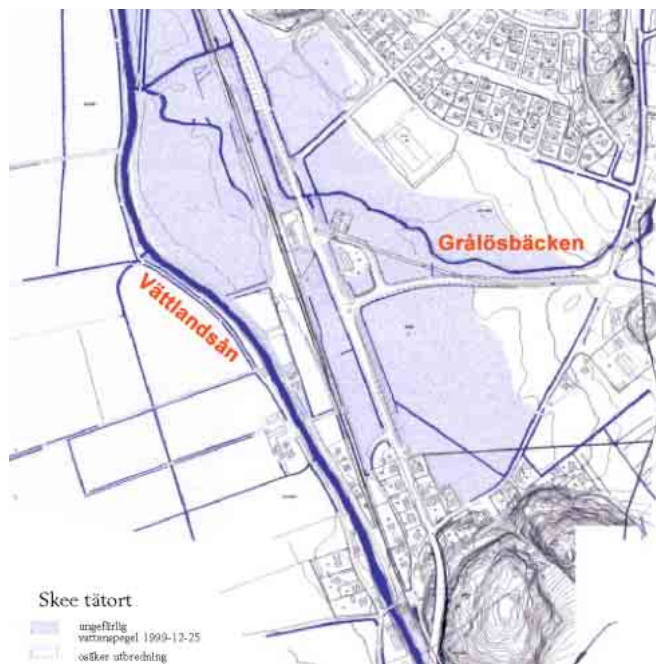 Grålösbäcken
Vättlandsån
Skee tätort
ungefärlig
vattenspegel 1999-12-25
osäker utbredning